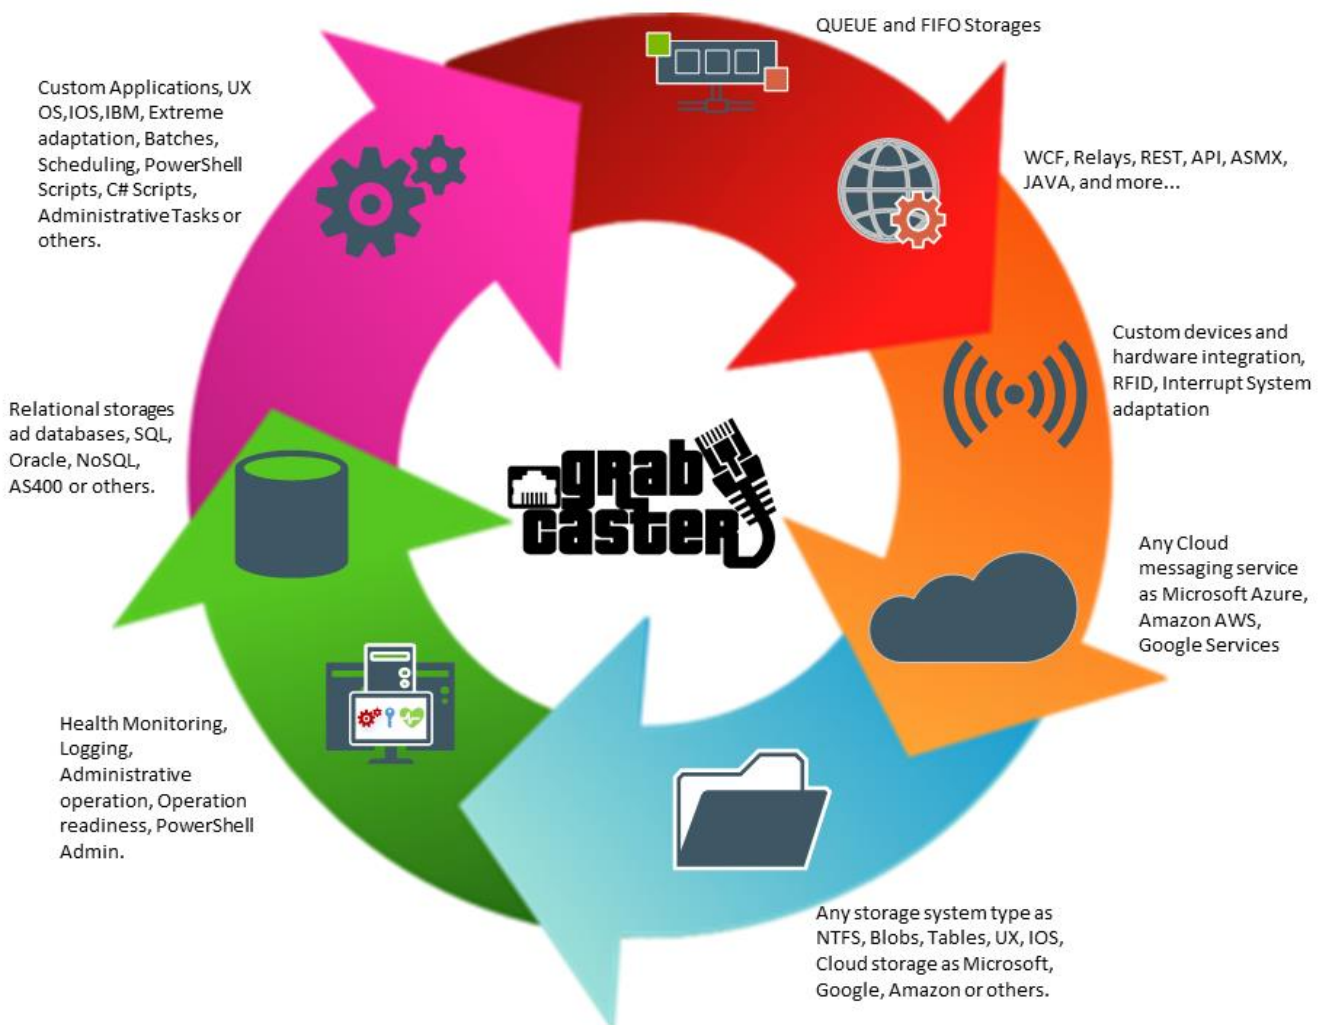 QUEUE and FIFO Storages
Custom Applications, UX
OS,IOS,IBM, Extreme
adaptation, Batches,
Scheduling, PowerShell
Scripts, C# Scripts,
Administrative Tasks or
others.
WCF, Relays, REST, API, ASMX,
JAVA, and more...
Custom devices and
hardware integration,
RFID, Interrupt System
adaptation
Relational storages
ad databases, SQL,
Oracle, NoSQL,
AS400 or others.
grab
caster
Any Cloud
messaging service
as Microsoft Azure,
Amazon AWS,
Google Services
Health Monitoring,
Logging,
Administrative
operation, Operation
readiness, PowerShell
Admin.
Any storage system type as
NTFS, Blobs, Tables, UX, IOS,
Cloud storage as Microsoft,
Google, Amazon or others.